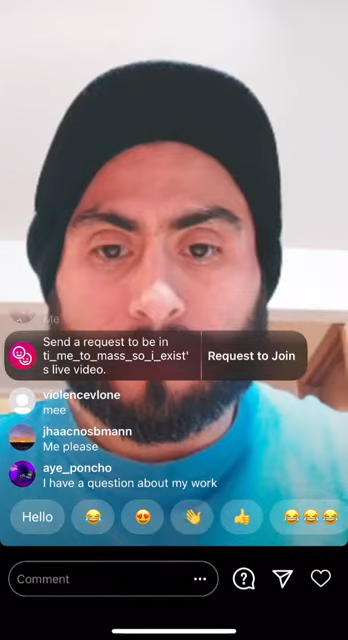 Me
Send a request to be in
ti_me_to_mass_so_i_exist'
s live video.
Request to Join
violencevlone
mee
jhaacnosbmann
Me please
aye_poncho
I have a question about my work
Hello
Comment